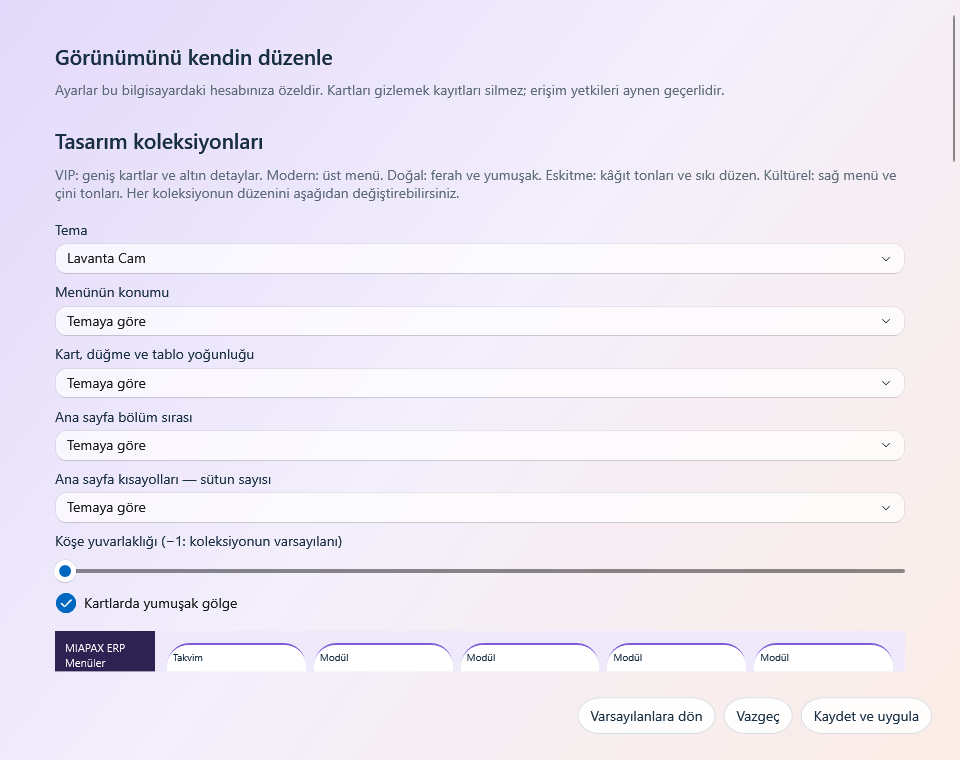 Görünümünü kendin düzenle
Ayarlar bu bilgisayardaki hesabınıza özeldir. Kartları gizlemek kayıtları silmez; erişim yetkileri aynen geçerlidir.
Tasarım koleksiyonları
VIP: geniş kartlar ve altın detaylar. Modern: üst menü. Doğal: ferah ve yumuşak. Eskitme: kâğıt tonları ve sıkı düzen. Kültürel: sağ menü ve
çini tonları. Her koleksiyonun düzenini aşağıdan değiştirebilirsiniz.
Tema
Lavanta Cam
Menünün konumu
Temaya göre
Kart, düğme ve tablo yoğunluğu
Temaya göre
Ana sayfa bölüm sırası
Temaya göre
Ana sayfa kısayolları — sütun sayısı
Temaya göre
Köşe yuvarlaklığı (−1: koleksiyonun varsayılanı)
Kartlarda yumuşak gölge
MIAPAX ERP
Menüler
Takvim
Modül
Modül
Modül
Modül
Varsayılanlara dön
Vazgeç
Kaydet ve uygula